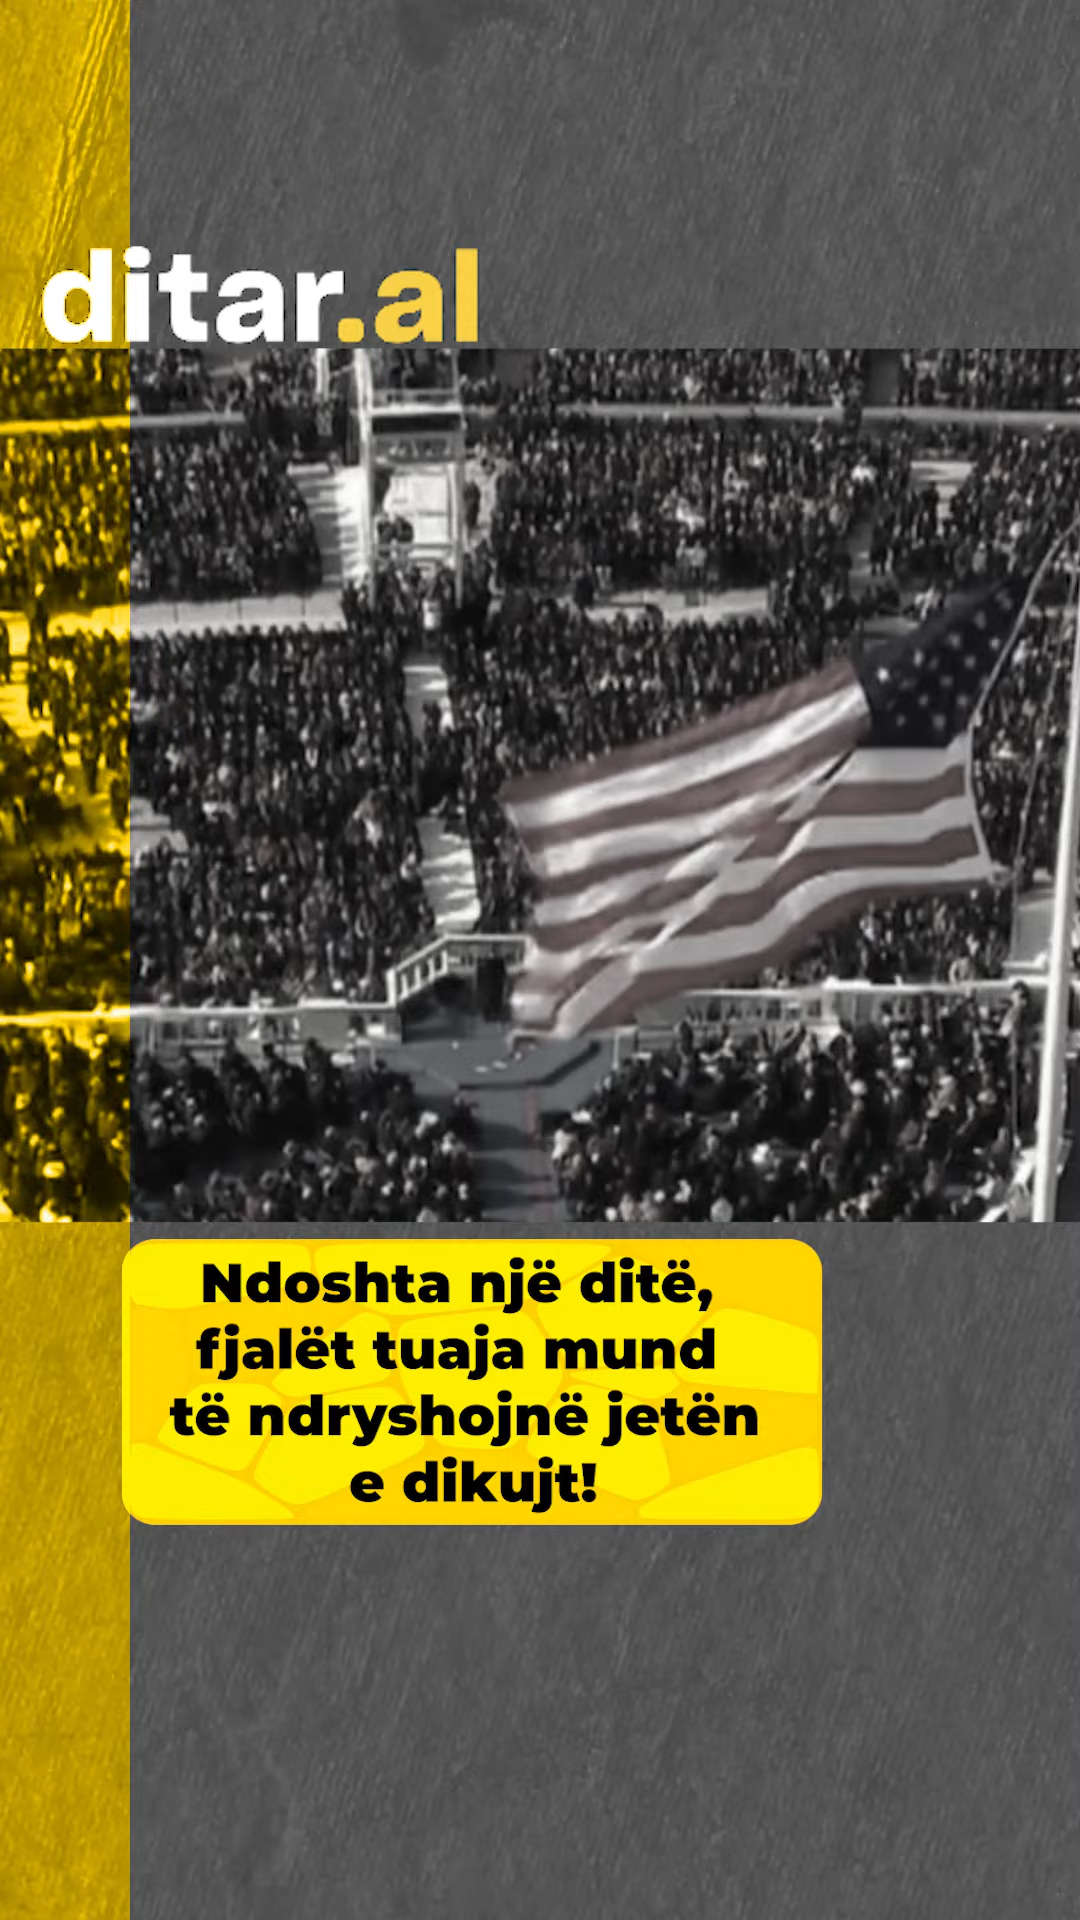 ditar.al
Ndoshta një ditë,
fjalët tuaja mund
të ndryshojnë jetën
e dikujt!